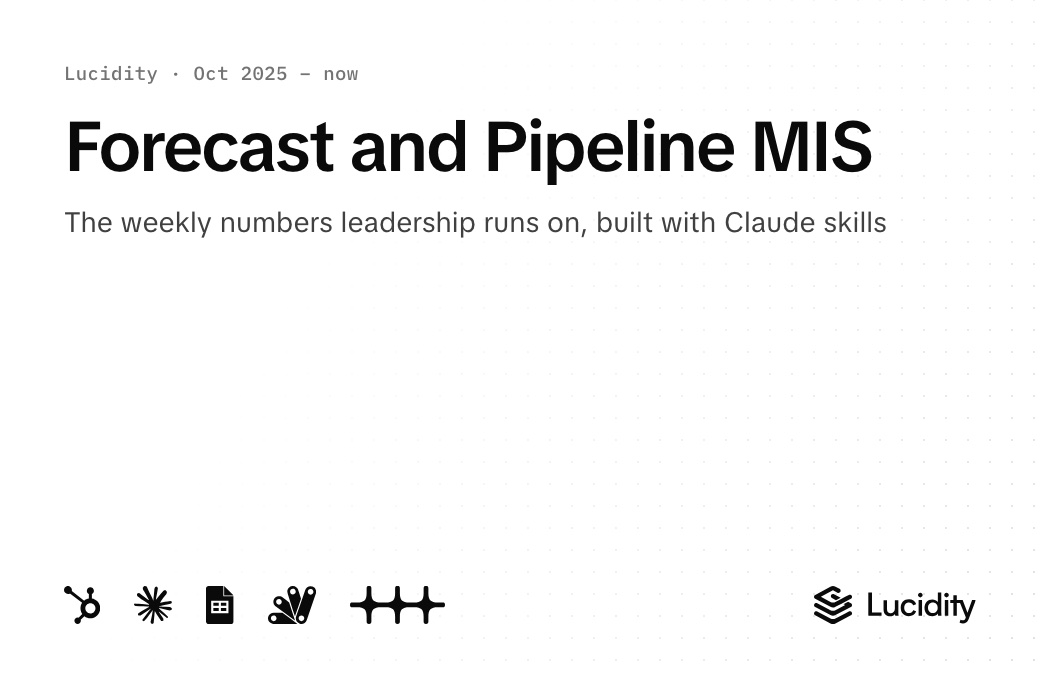 Lucidity · Oct 2025 – now
Forecast and Pipeline MIS
The weekly numbers leadership runs on, built with Claude skills
Lucidity